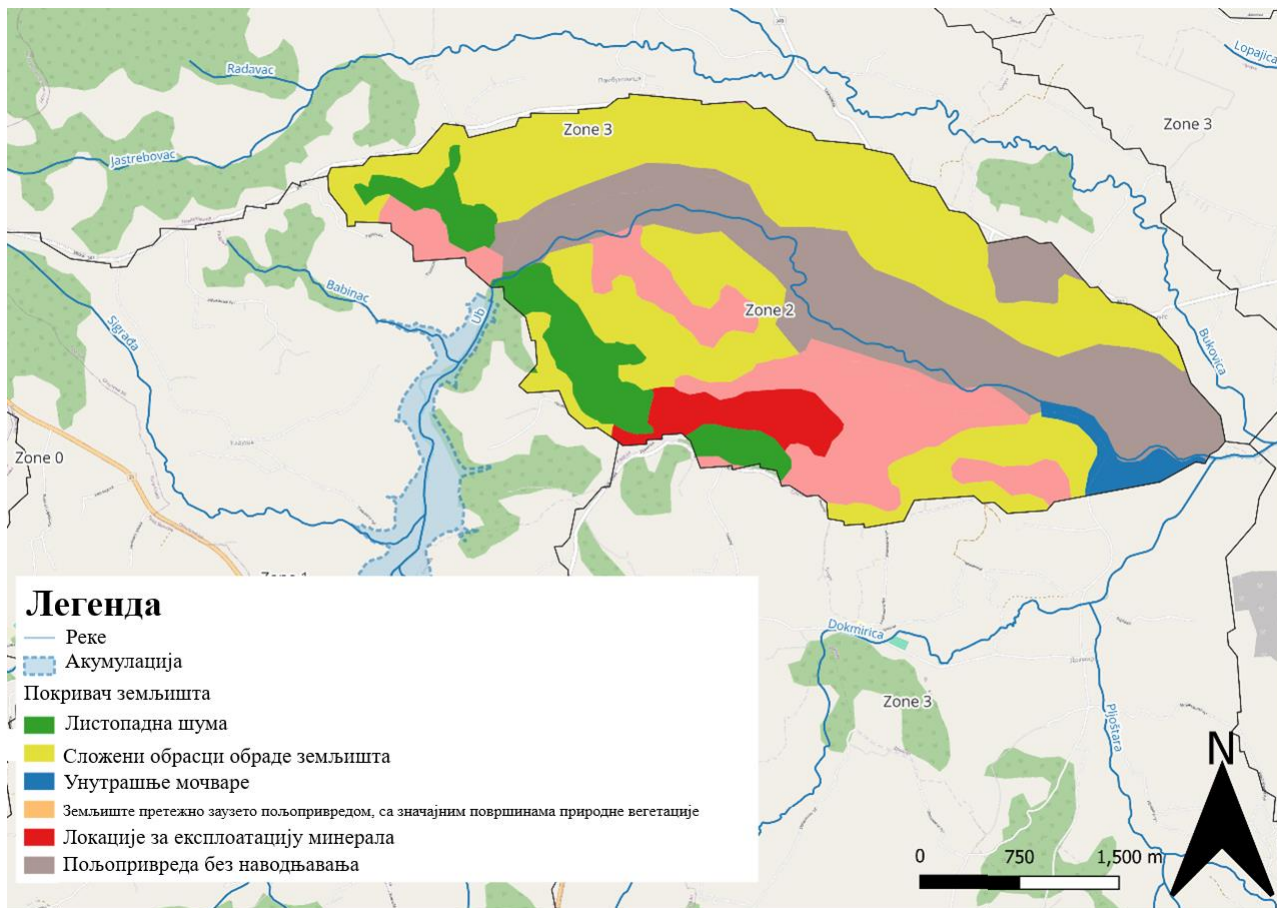 Lopajica
Radavac
Zone 3
Zone 3
Jastrebovac
Babinac
Ub
Zone 2
Sigrađa
Bukovica
Zone 0
Dokmirica
Zone 3
Pljoštara
Легенда
Реке
Акумулација
Покривач земљишта
Листопадна шума
Сложени обрасци обраде земљишта
Унутрашње мочваре
Земљиште претежно заузето пољопривредом, са значајним површинама природне вегетације
Локације за експлоатацију минерала
Пољопривреда без наводњавања
N
0 750 1,500 m